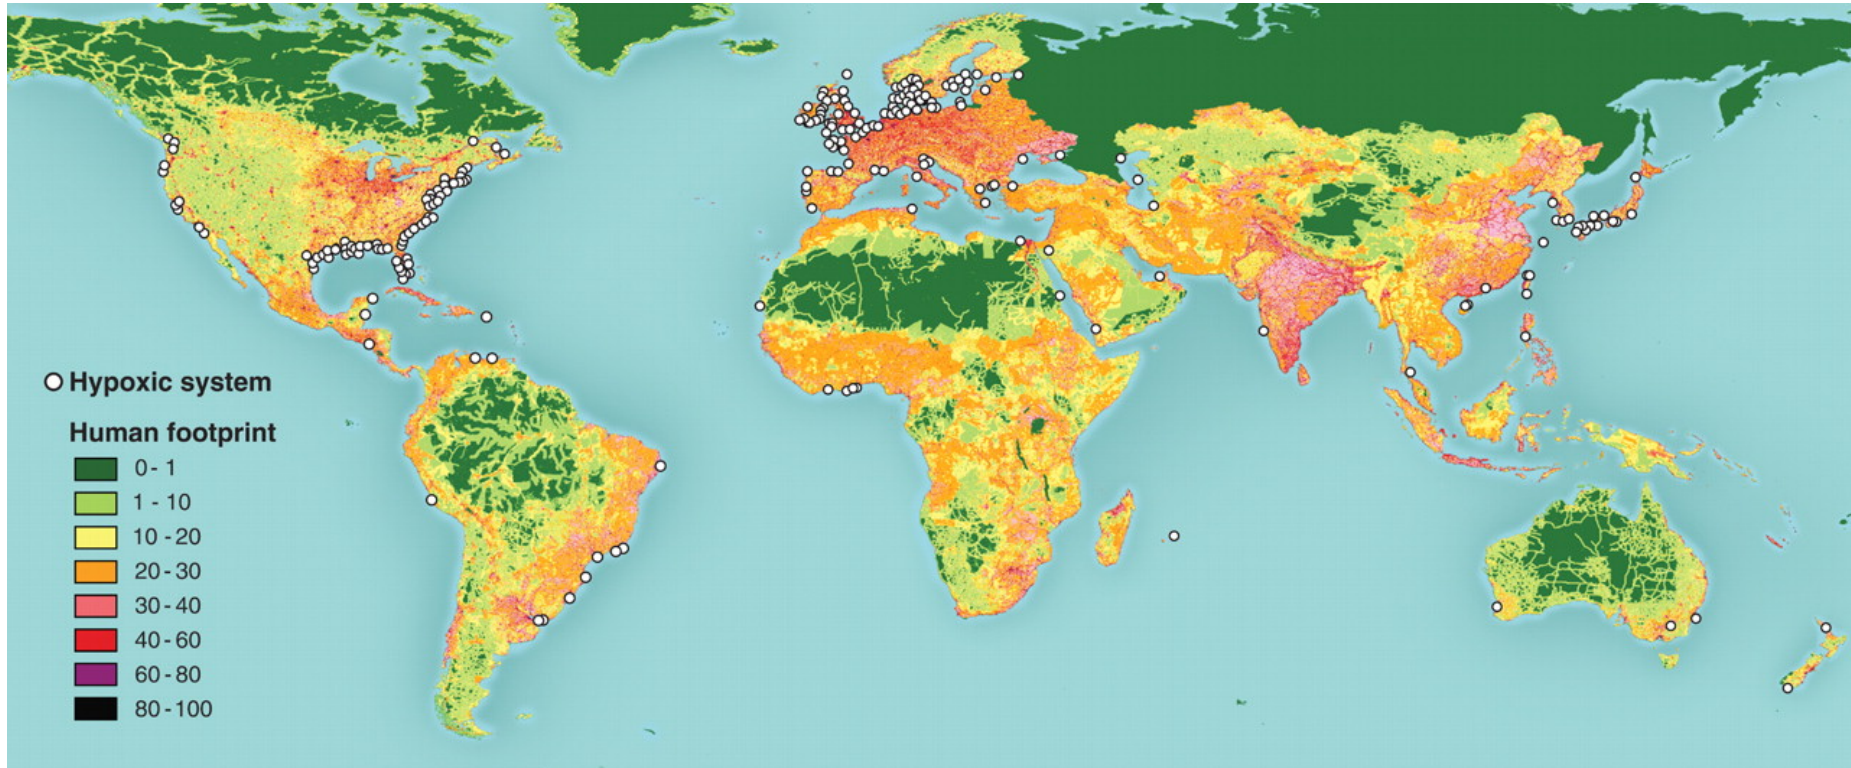 Hypoxic system
Human footprint
0 - 1
1 - 10
10 - 20
20 - 30
30 - 40
40 - 60
60 - 80
80 - 100